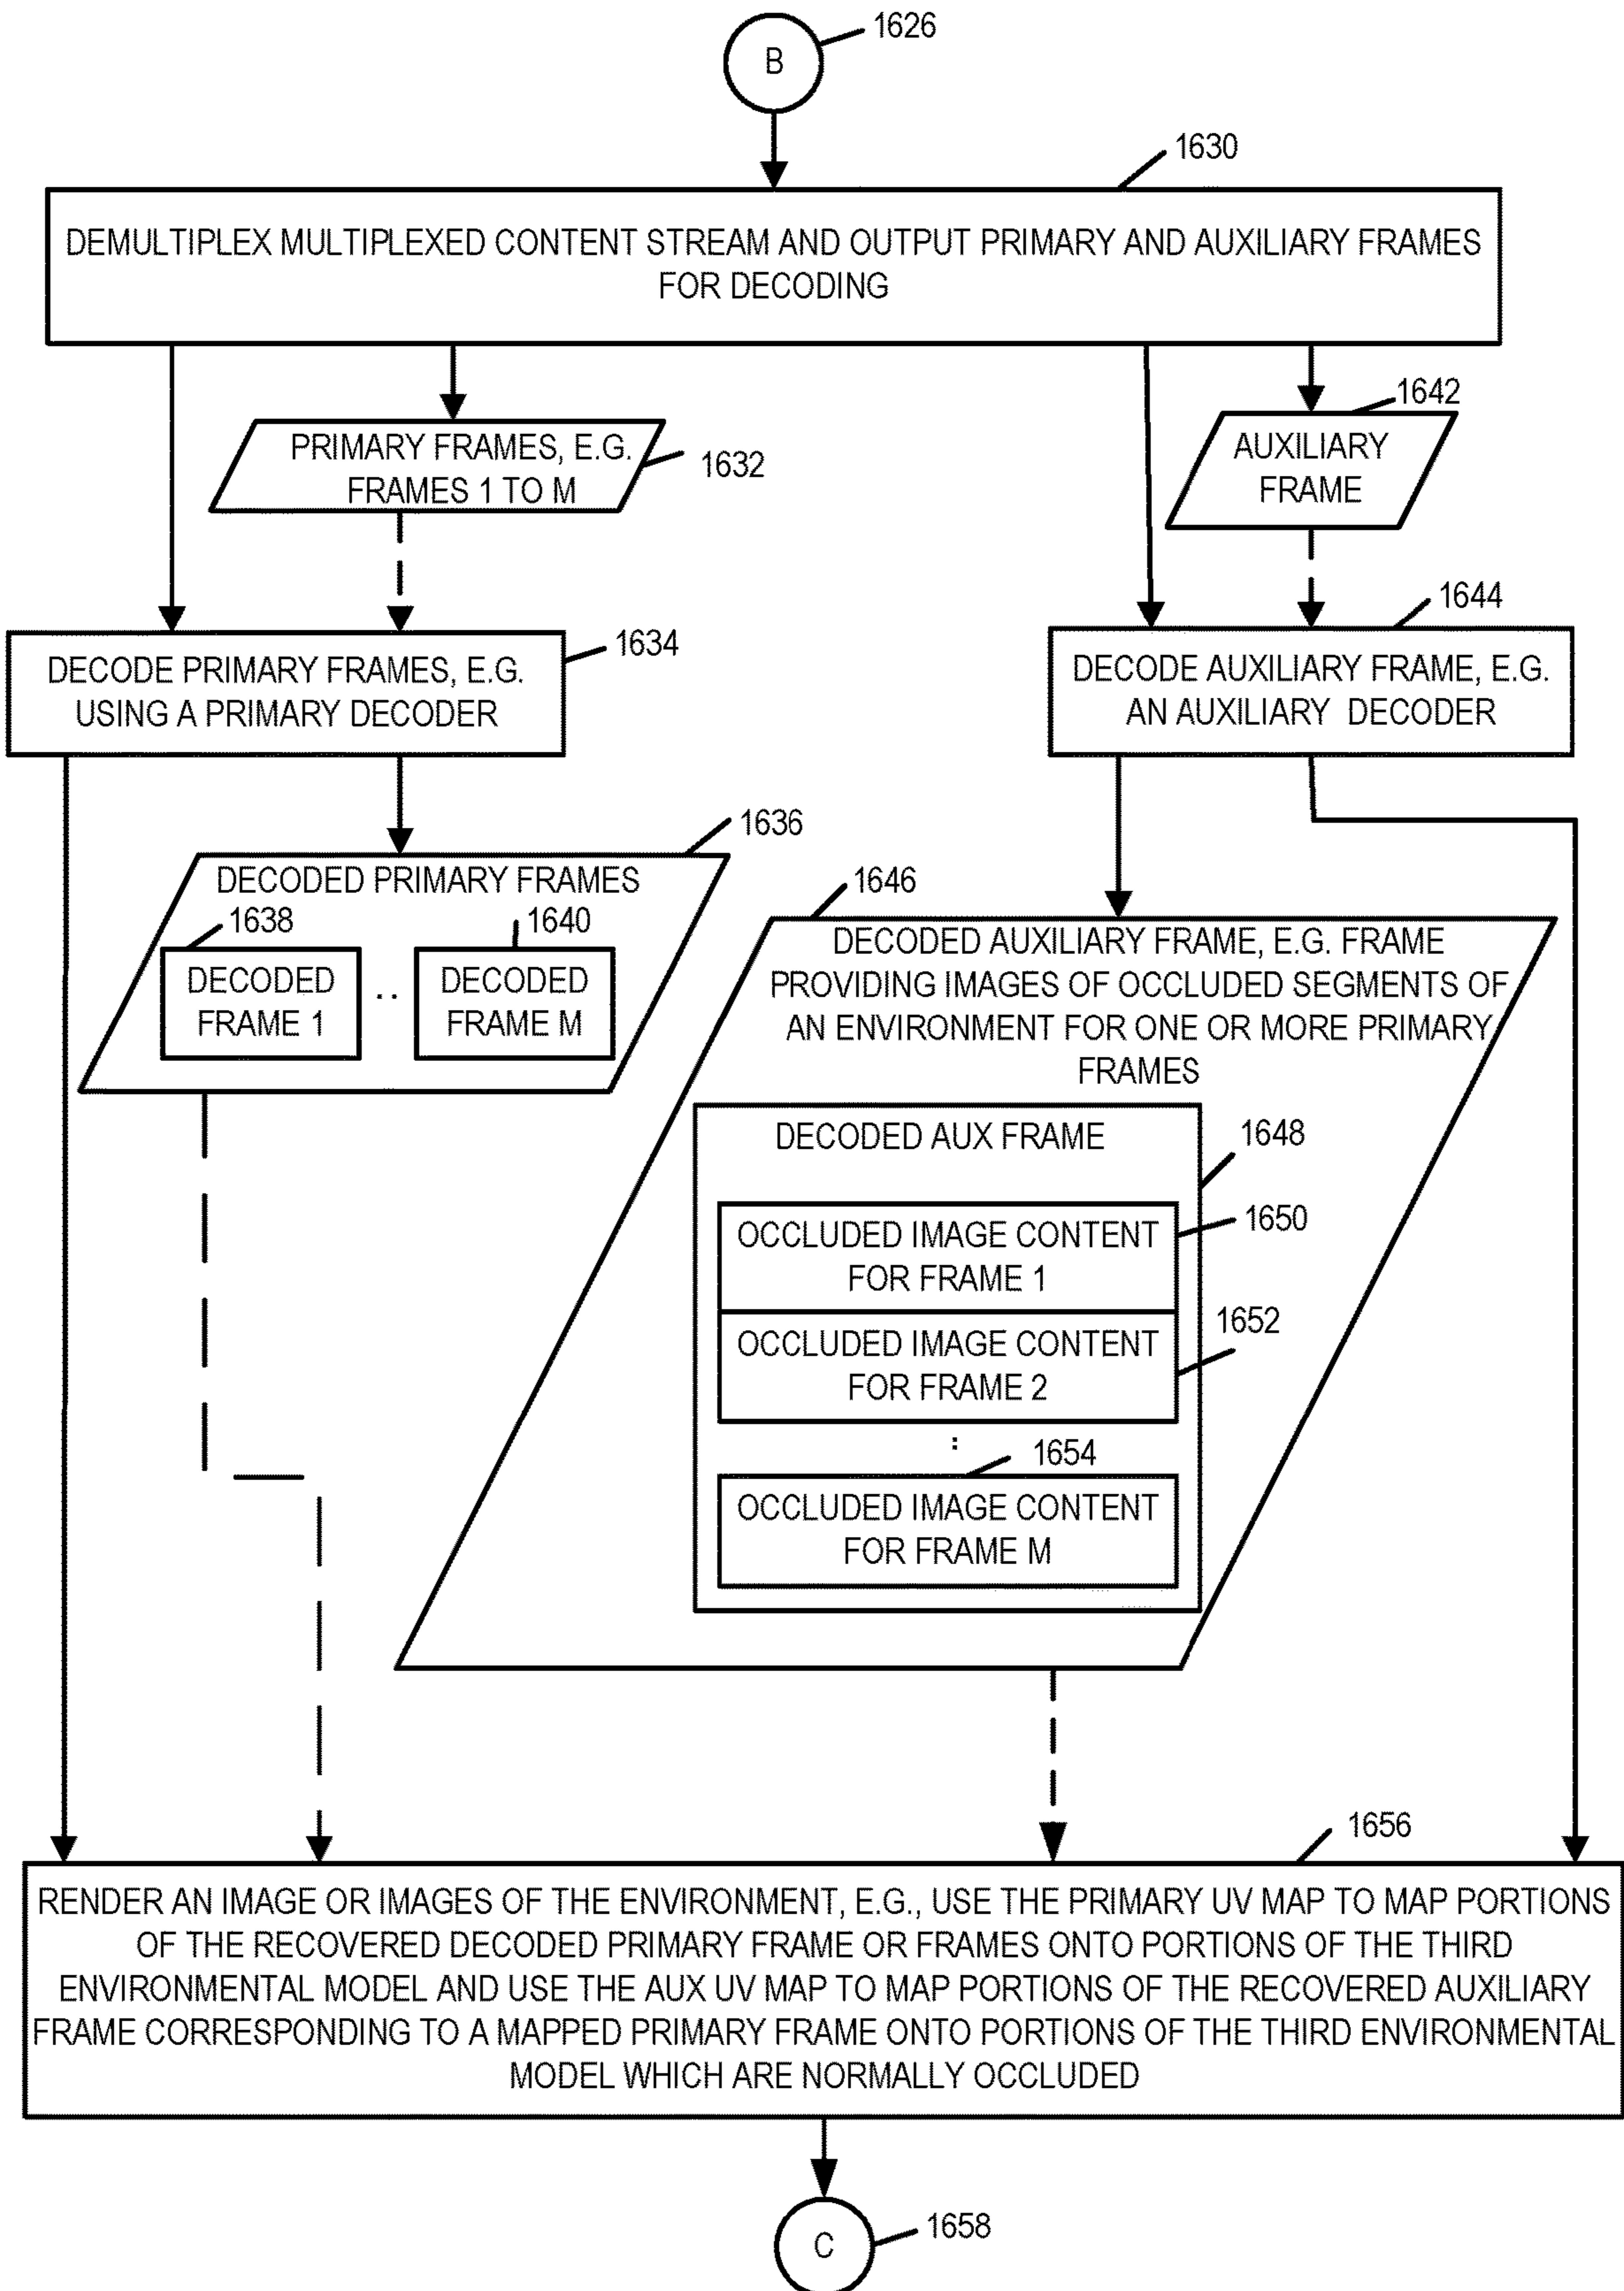 B
1626
1630
DEMULTIPLEX MULTIPLEXED CONTENT STREAM AND OUTPUT PRIMARY AND AUXILIARY FRAMES
FOR DECODING
PRIMARY FRAMES, E.G.
FRAMES 1 TO M
1632
1642
AUXILIARY
FRAME
1634
DECODE PRIMARY FRAMES, E.G.
USING A PRIMARY DECODER
1644
DECODE AUXILIARY FRAME, E.G.
AN AUXILIARY DECODER
1636
DECODED PRIMARY FRAMES
1638
DECODED
FRAME 1
..
1640
DECODED
FRAME M
1646
DECODED AUXILIARY FRAME, E.G. FRAME
PROVIDING IMAGES OF OCCLUDED SEGMENTS OF
AN ENVIRONMENT FOR ONE OR MORE PRIMARY
FRAMES
DECODED AUX FRAME
1648
OCCLUDED IMAGE CONTENT
FOR FRAME 1
1650
OCCLUDED IMAGE CONTENT
FOR FRAME 2
1652
:
1654
OCCLUDED IMAGE CONTENT
FOR FRAME M
1656
RENDER AN IMAGE OR IMAGES OF THE ENVIRONMENT, E.G., USE THE PRIMARY UV MAP TO MAP PORTIONS
OF THE RECOVERED DECODED PRIMARY FRAME OR FRAMES ONTO PORTIONS OF THE THIRD
ENVIRONMENTAL MODEL AND USE THE AUX UV MAP TO MAP PORTIONS OF THE RECOVERED AUXILIARY
FRAME CORRESPONDING TO A MAPPED PRIMARY FRAME ONTO PORTIONS OF THE THIRD ENVIRONMENTAL
MODEL WHICH ARE NORMALLY OCCLUDED
C
1658